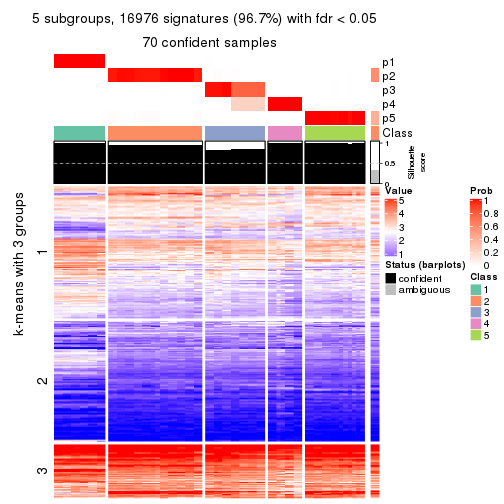 5 subgroups, 16976 signatures (96.7%) with fdr < 0.05
70 confident samples
p1
p2
p3
p4
p5
Class
1
0.5
0
Silhouette
score
k-means with 3 groups
1
2
3
Value
5
4
3
2
1
Status (barplots)
confident
ambiguous
Prob
1
0.8
0.6
0.4
0.2
0
Class
1
2
3
4
5